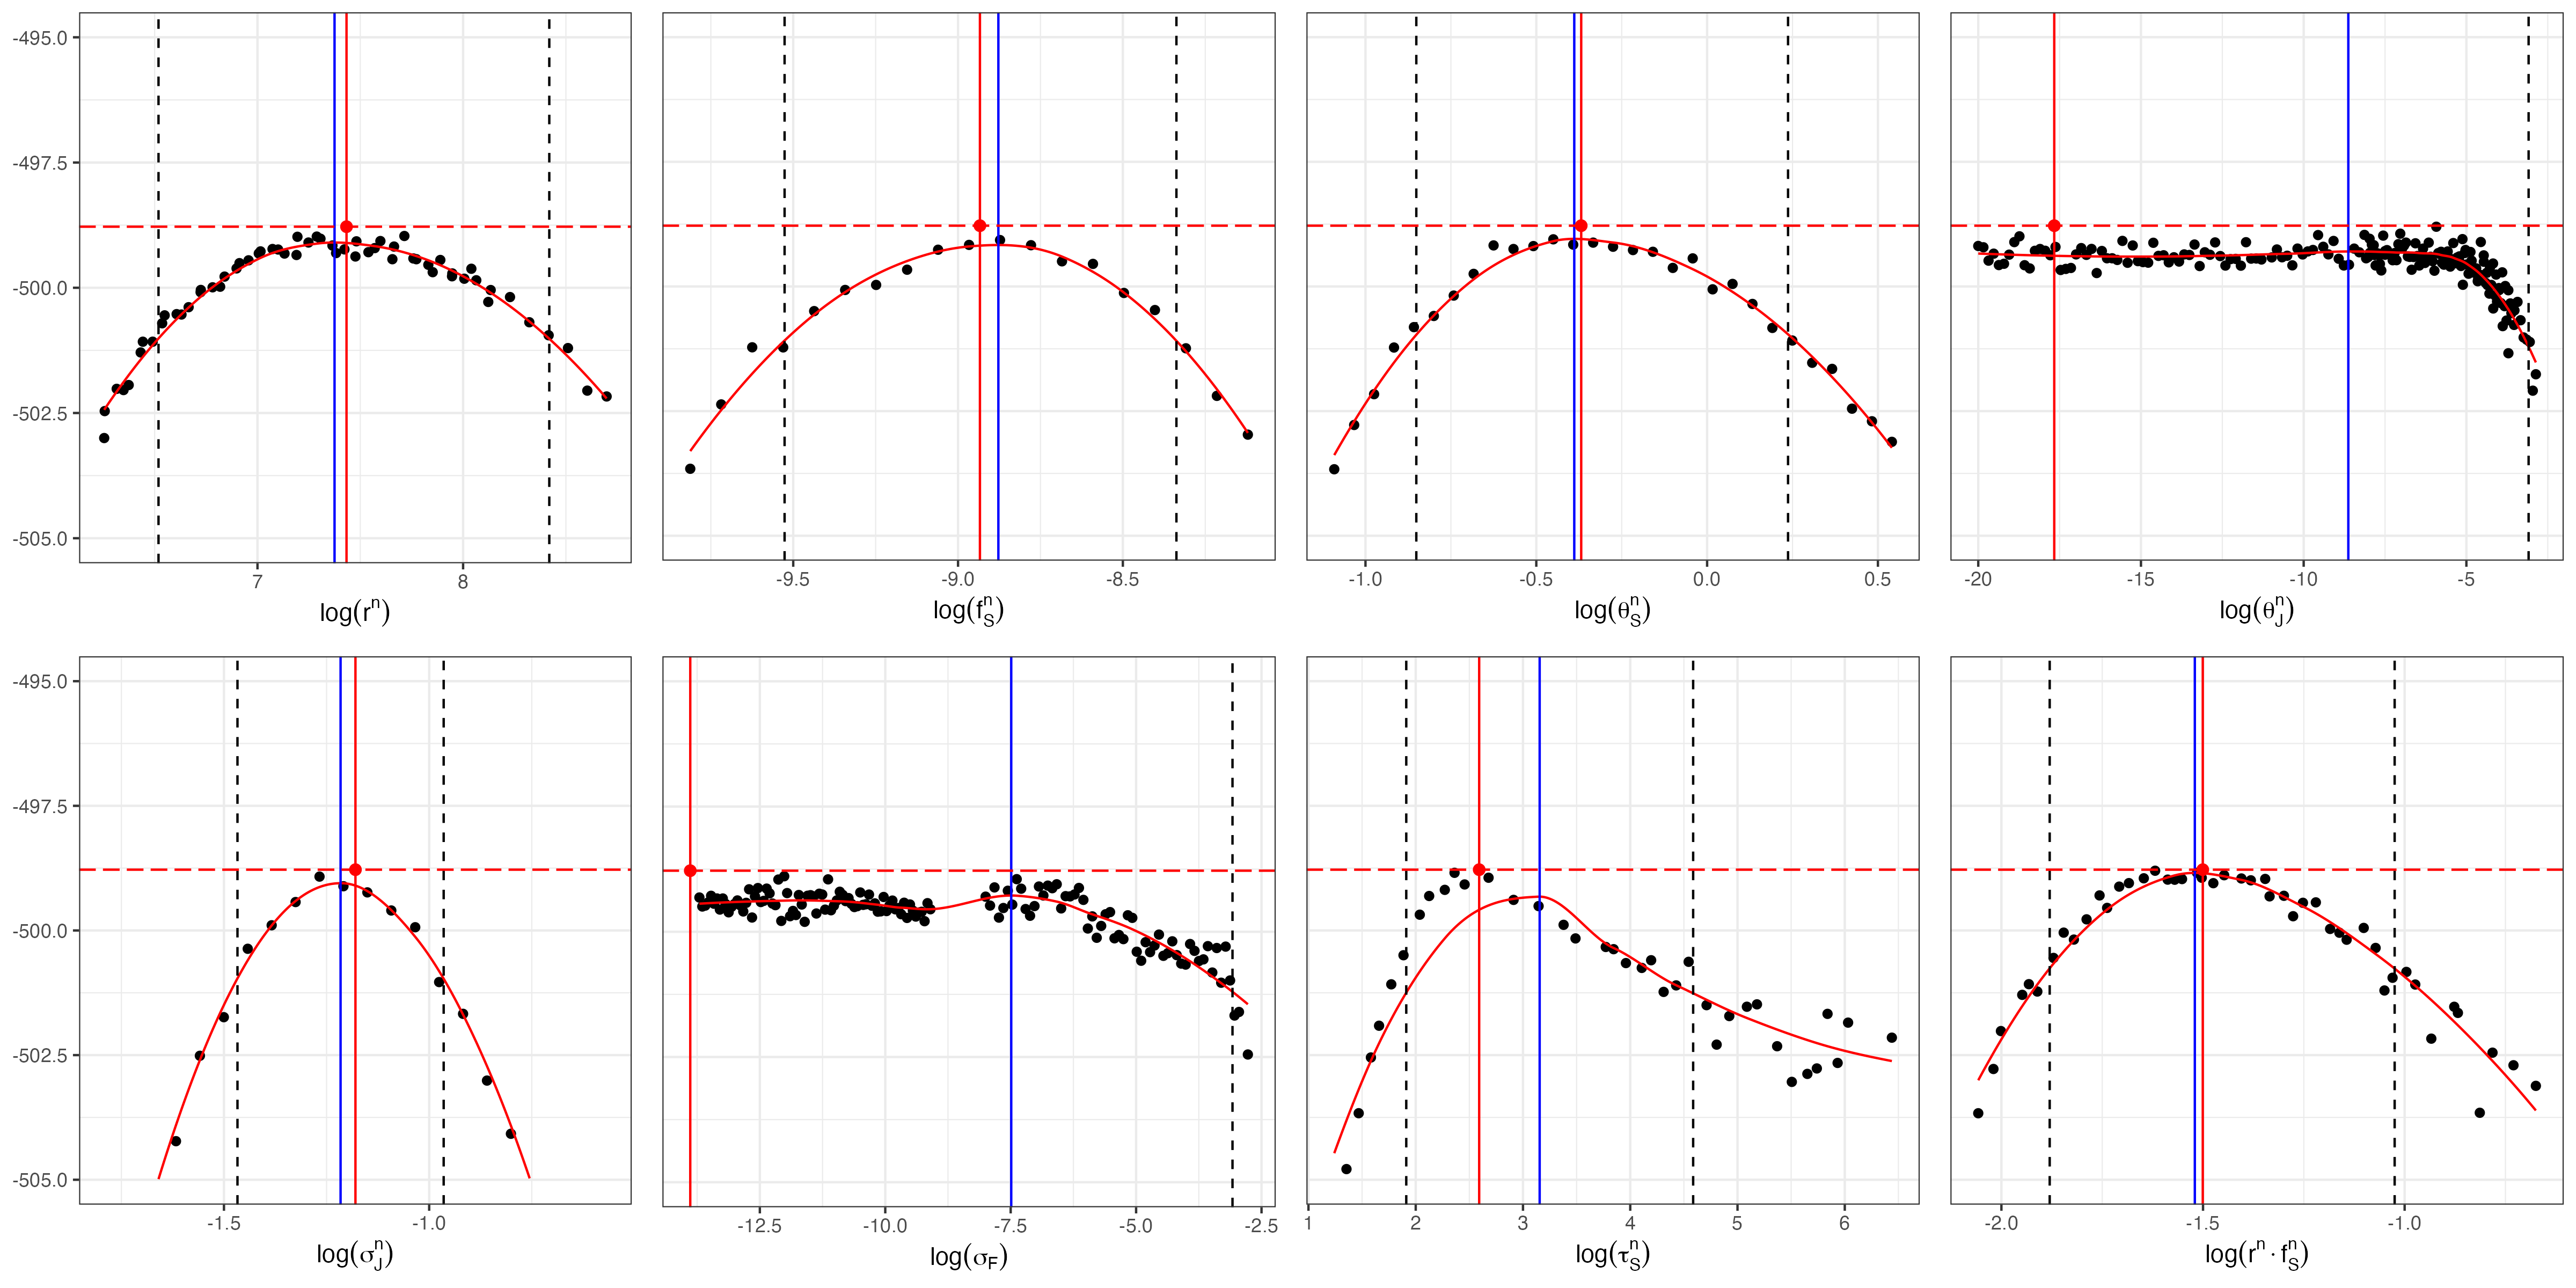 -495.0
-497.5
-500.0
-502.5
-505.0
7 8
log(rⁿ)
-9.5 -9.0 -8.5
log(f_S^n)
-1.0 -0.5 0.0 0.5
log(θ_S^n)
-20 -15 -10 -5
log(θ_J^n)
-495.0
-497.5
-500.0
-502.5
-505.0
-1.5 -1.0
log(σ_J^n)
-12.5 -10.0 -7.5 -5.0 -2.5
log(σ_F)
1 2 3 4 5 6
log(τ_S^n)
-2.0 -1.5 -1.0
log(r^n · f_S^n)